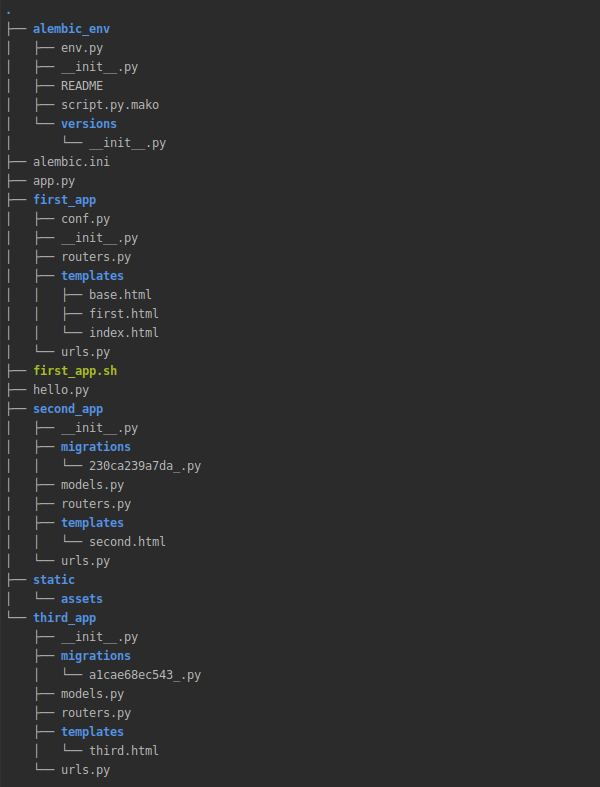 .
├── alembic_env
│   ├── env.py
│   ├── __init__.py
│   ├── README
│   ├── script.py.mako
│   └── versions
│       └── __init__.py
├── alembic.ini
├── app.py
├── first_app
│   ├── conf.py
│   ├── __init__.py
│   ├── routers.py
│   ├── templates
│   │   ├── base.html
│   │   ├── first.html
│   │   └── index.html
│   └── urls.py
├── first_app.sh
├── hello.py
├── second_app
│   ├── __init__.py
│   ├── migrations
│   │   └── 230ca239a7da_.py
│   ├── models.py
│   ├── routers.py
│   ├── templates
│   │   └── second.html
│   └── urls.py
├── static
│   └── assets
└── third_app
    ├── __init__.py
    ├── migrations
    │   └── a1cae68ec543_.py
    ├── models.py
    ├── routers.py
    ├── templates
    │   └── third.html
    └── urls.py